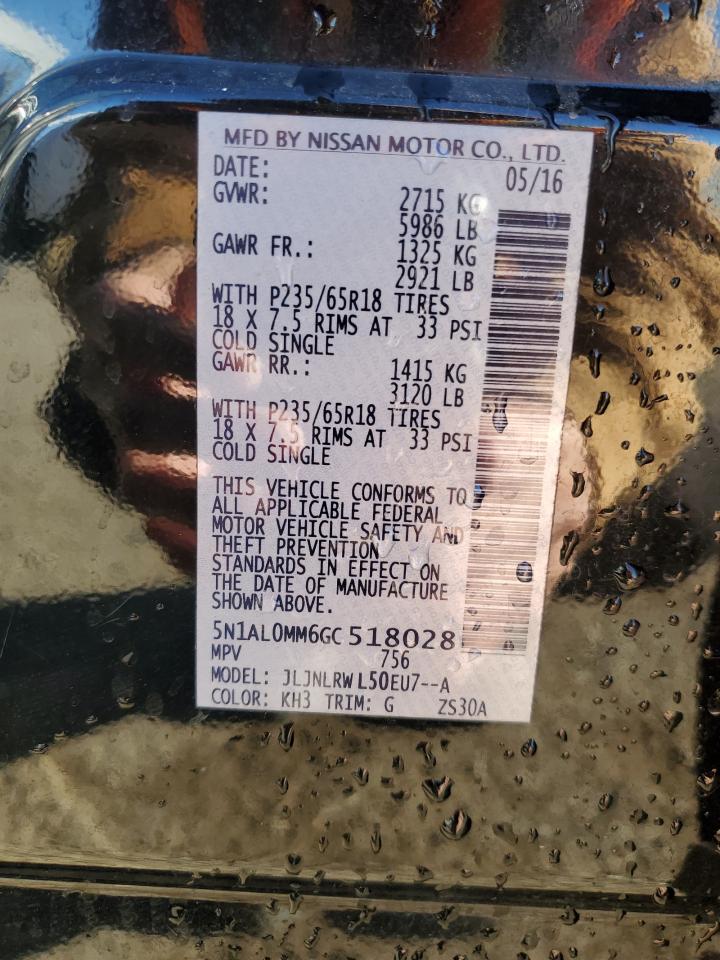 MFD BY NISSAN MOTOR CO., LTD.
DATE: 05/16
GVWR: 2715 KG
5986 LB
GAWR FR.: 1325 KG
2921 LB
WITH P235/65R18 TIRES
18 X 7.5 RIMS AT 33 PSI
COLD SINGLE
GAWR RR.: 1415 KG
3120 LB
WITH P235/65R18 TIRES
18 X 7.5 RIMS AT 33 PSI
COLD SINGLE
THIS VEHICLE CONFORMS TO
ALL APPLICABLE FEDERAL
MOTOR VEHICLE SAFETY AND
THEFT PREVENTION
STANDARDS IN EFFECT ON
THE DATE OF MANUFACTURE
SHOWN ABOVE.
5N1AL0MM6GC518028
MPV 756
MODEL: JLJNLRWL50EU7--A
COLOR: KH3 TRIM: G ZS30A